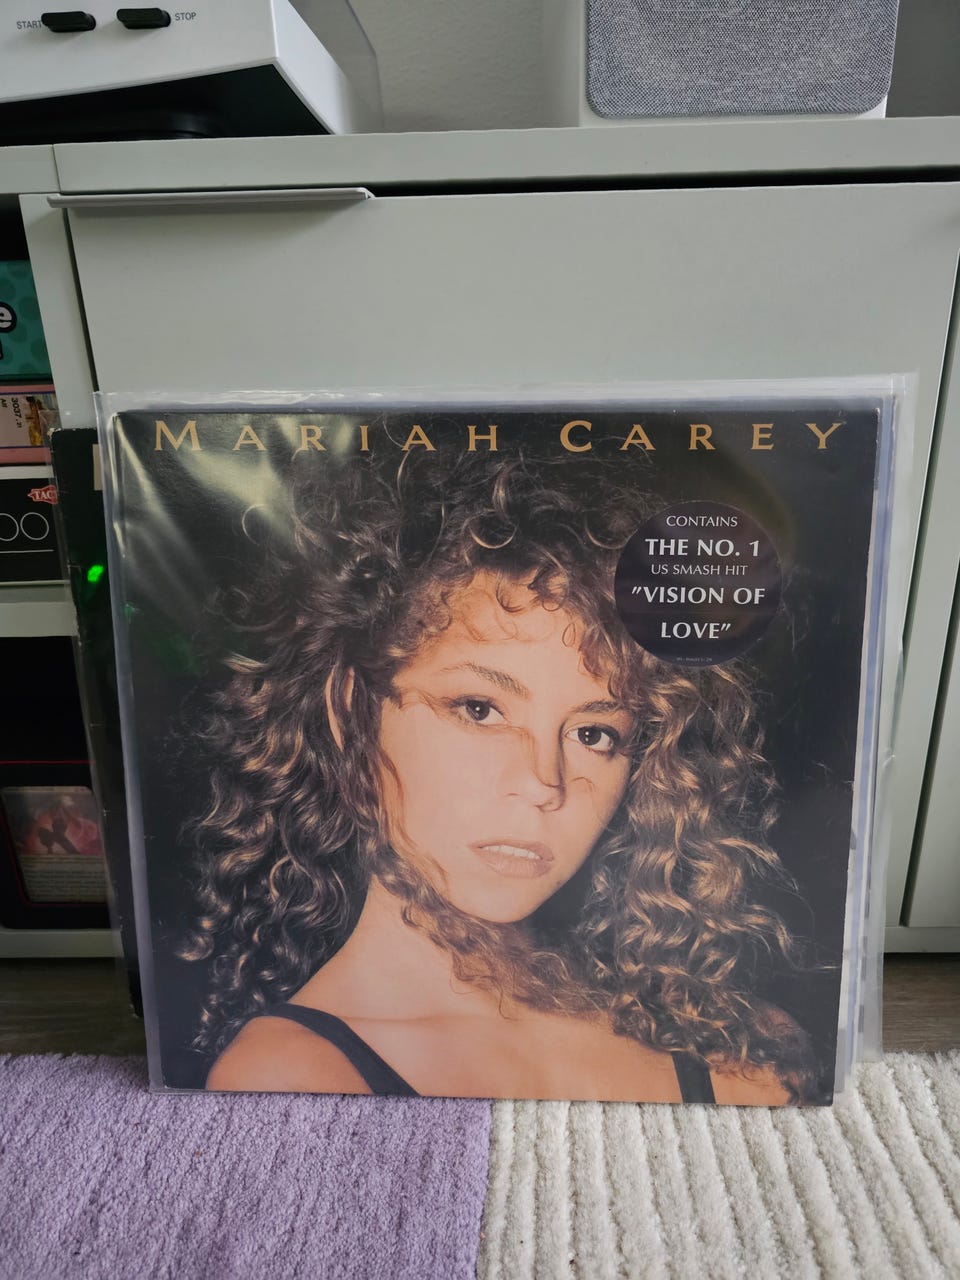 START
STOP
MARIAH CAREY
CONTAINS
THE NO. 1
US SMASH HIT
"VISION OF
LOVE"